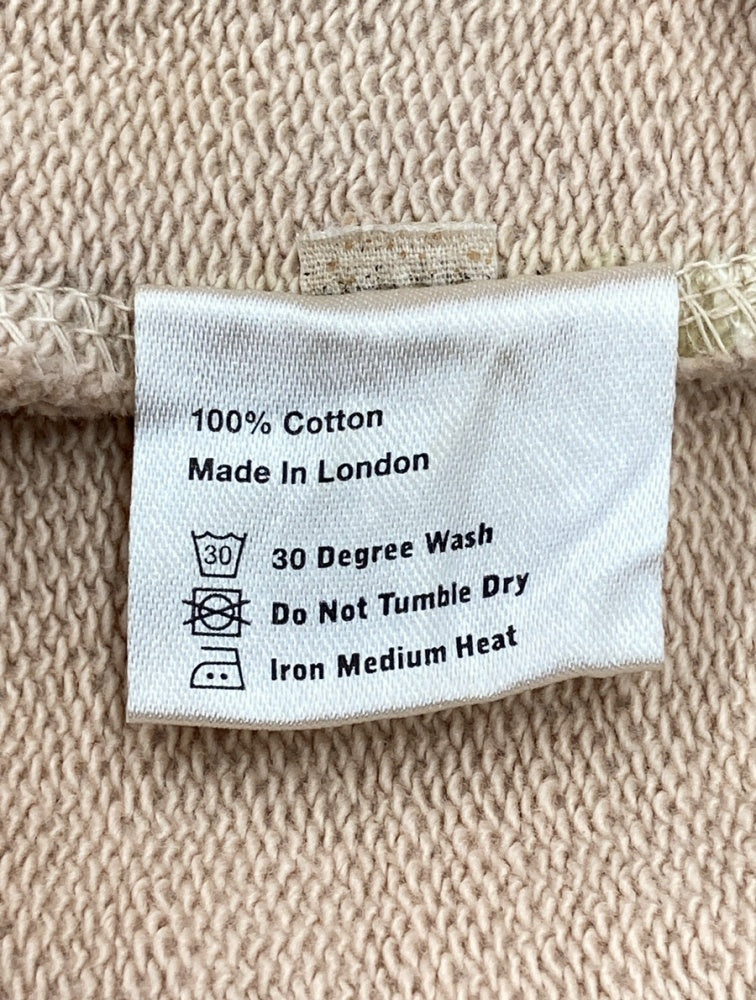 100% Cotton
Made In London
30 30 Degree Wash
Do Not Tumble Dry
Iron Medium Heat